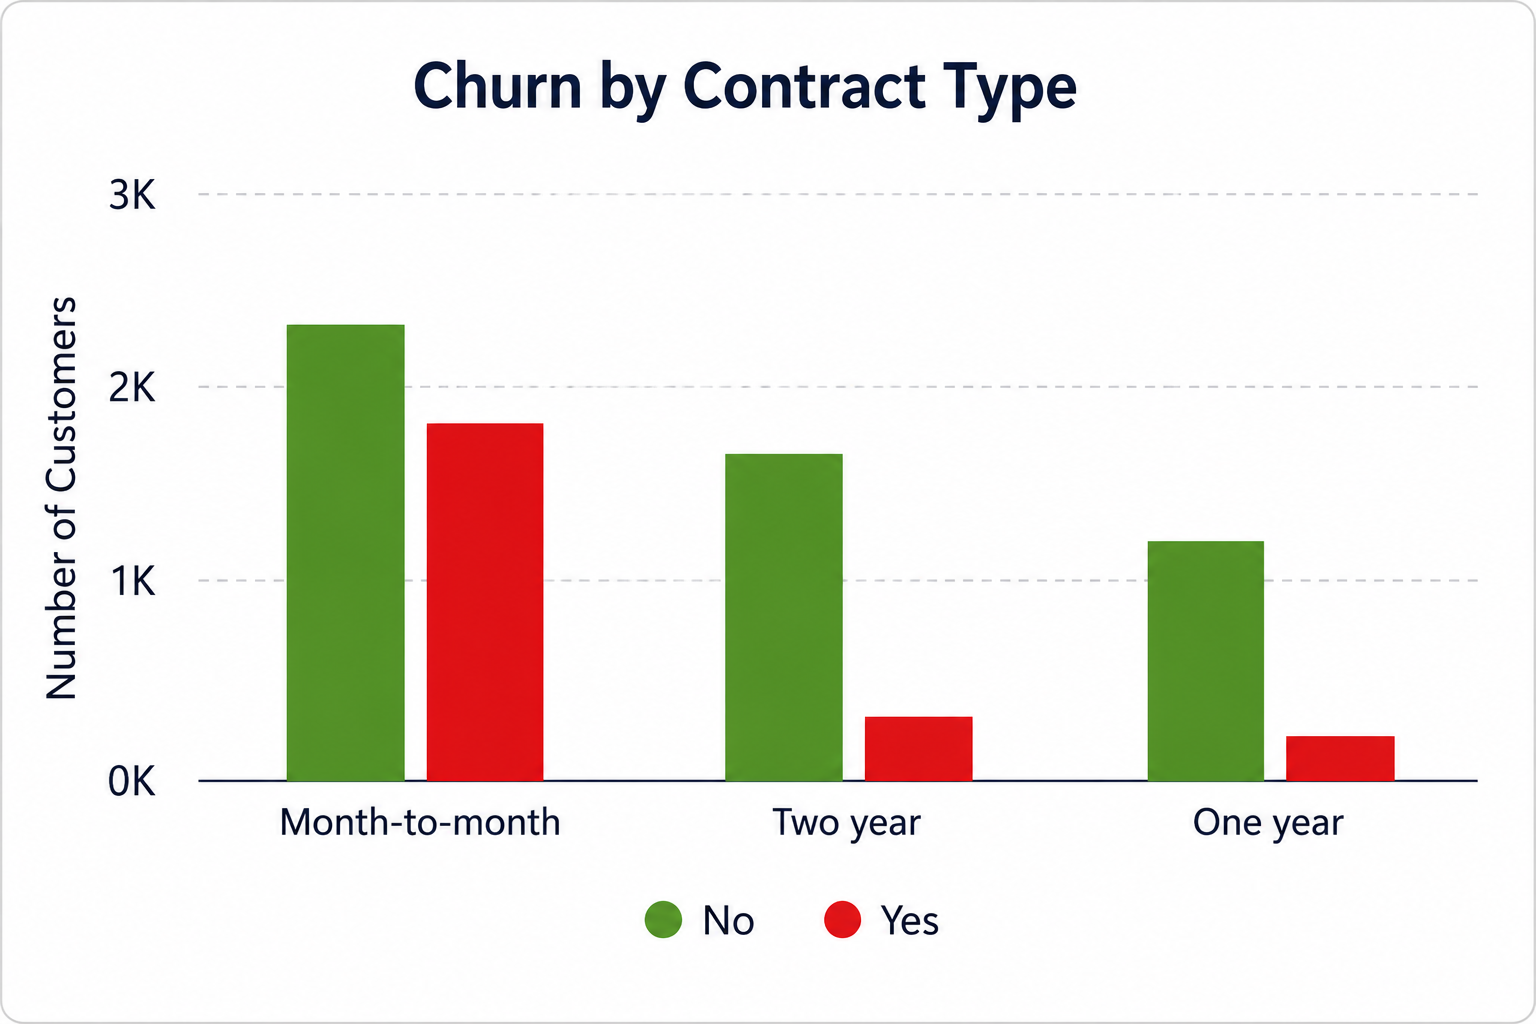 Churn by Contract Type
3K
2K
1K
0K
Number of Customers
Month-to-month
Two year
One year
No
Yes